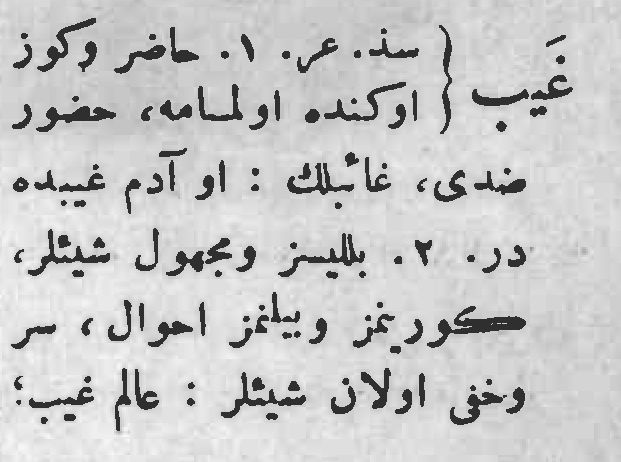 غَيب { سذ. عر. ١. حاضر وكوز
اوكنده اولمامه، حضور
ضدى، غائبلك : او آدم غيبده
در. ٢. بللیسز ومجهول شيئلر،
كورينمز وبيلنمز احوال، سر
وخفى اولان شيئلر : عالم غيب؛